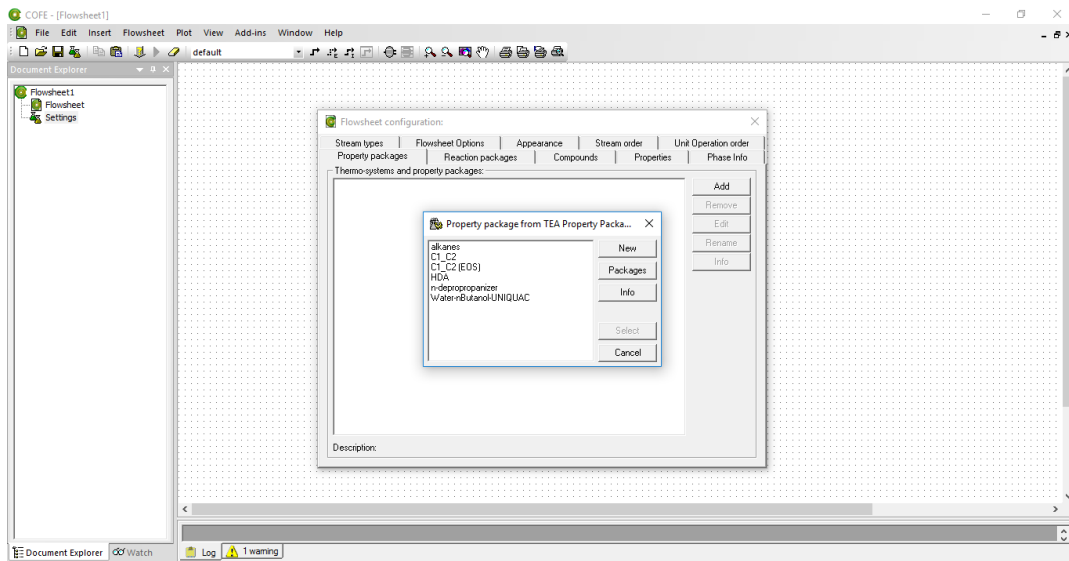 COFE - [Flowsheet1]
File Edit Insert Flowsheet Plot View Add-ins Window Help
default
Document Explorer
Flowsheet1
Flowsheet
Settings
Flowsheet configuration:
Stream types Flowsheet Options Appearance Stream order Unit Operation order
Property packages Reaction packages Compounds Properties Phase Info
Thermo-systems and property packages:
Add
Remove
Edit
Rename
Info
Property package from TEA Property Packa...
alkanes
C1_C2
C1_C2 (EOS)
HDA
n-depropropanizer
Water-nButanol-UNIQUAC
New
Packages
Info
Select
Cancel
Description:
Document Explorer Watch
Log 1 warning